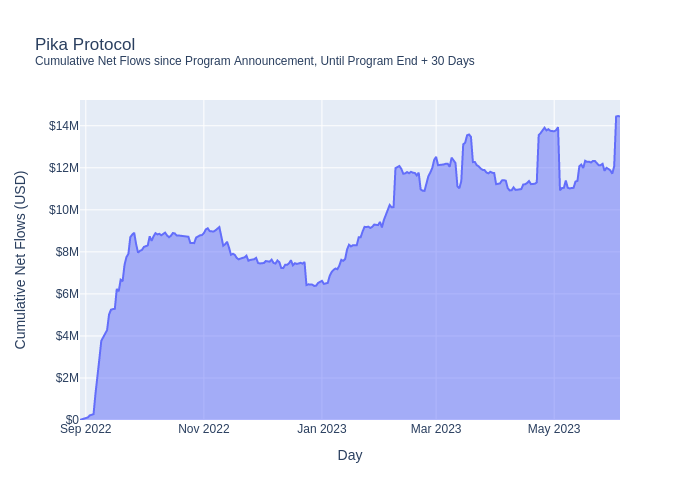 Pika Protocol
Cumulative Net Flows since Program Announcement, Until Program End + 30 Days
Cumulative Net Flows (USD)
$14M
$12M
$10M
$8M
$6M
$4M
$2M
$0
Sep 2022 Nov 2022 Jan 2023 Mar 2023 May 2023
Day